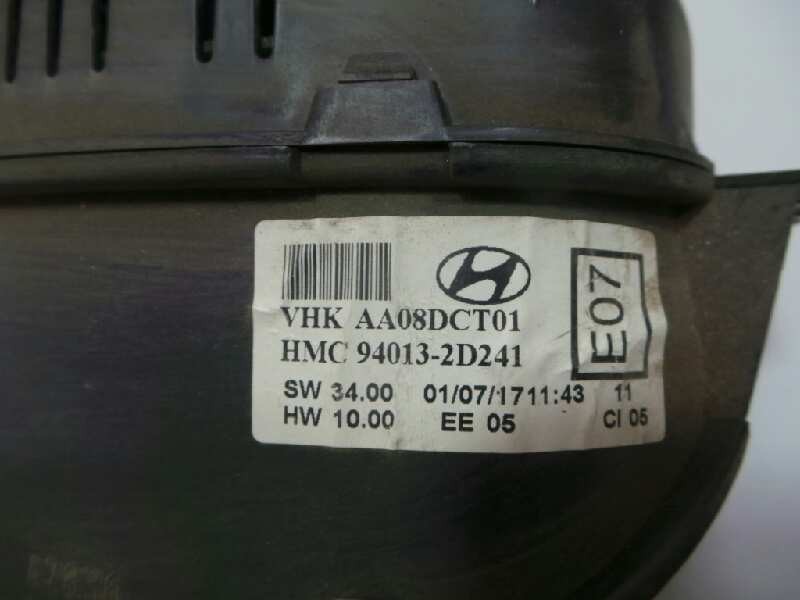 VHK AA08DCT01
HMC 94013-2D241
E07
SW 34.00 01/07/1711:43 11
HW 10.00 EE 05 CI 05